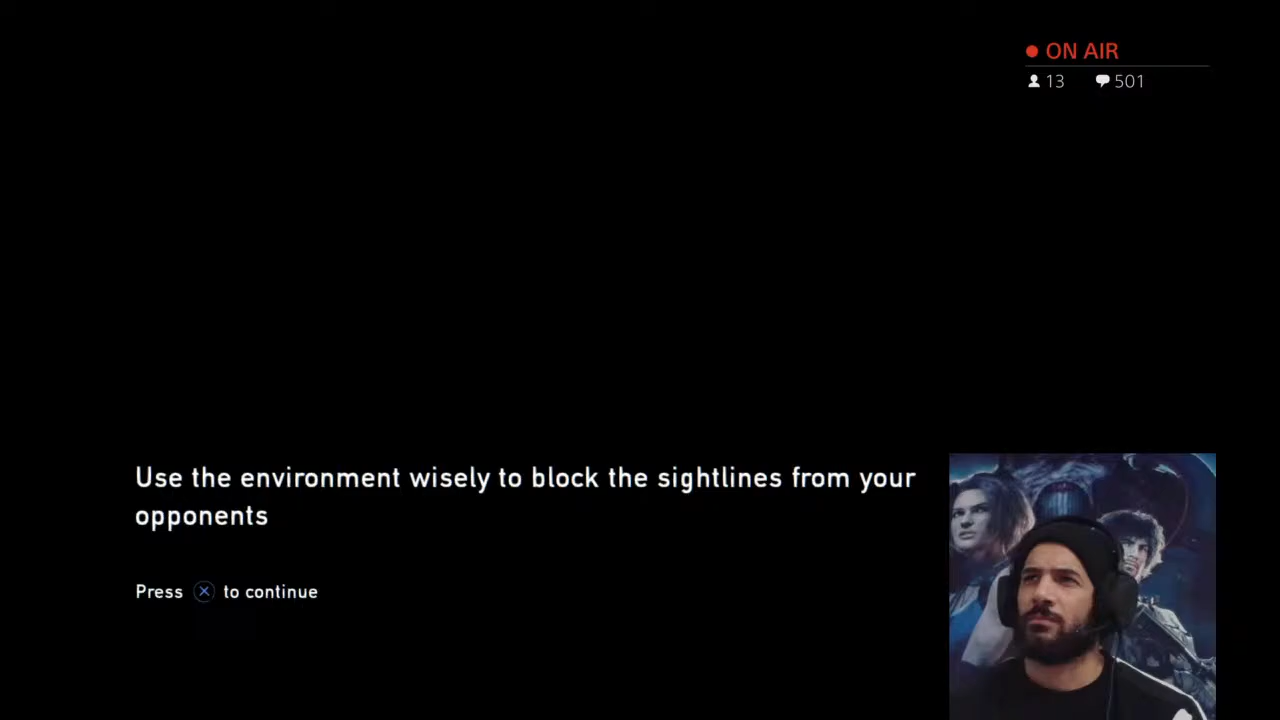 ON AIR
13 501
Use the environment wisely to block the sightlines from your
opponents
Press to continue